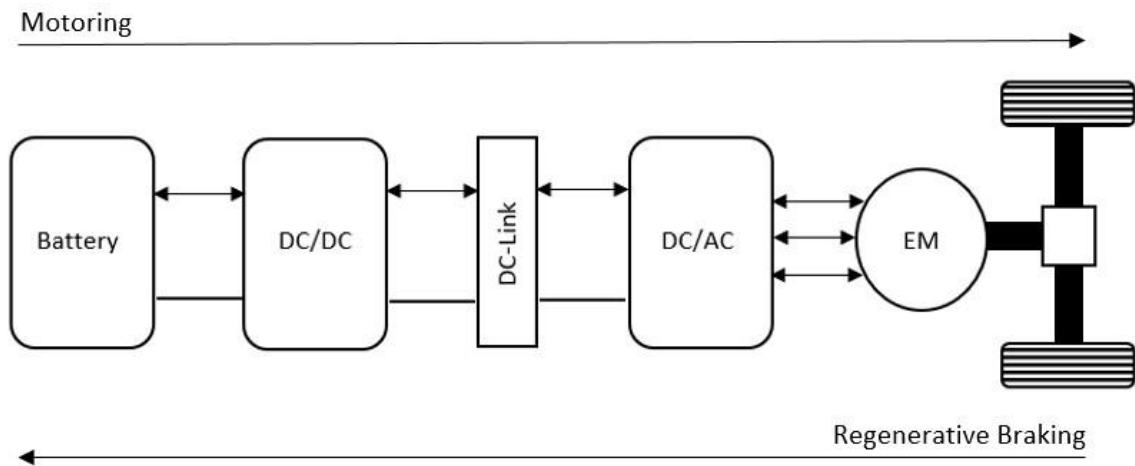 Motoring
Battery
DC/DC
DC-Link
DC/AC
EM
Regenerative Braking